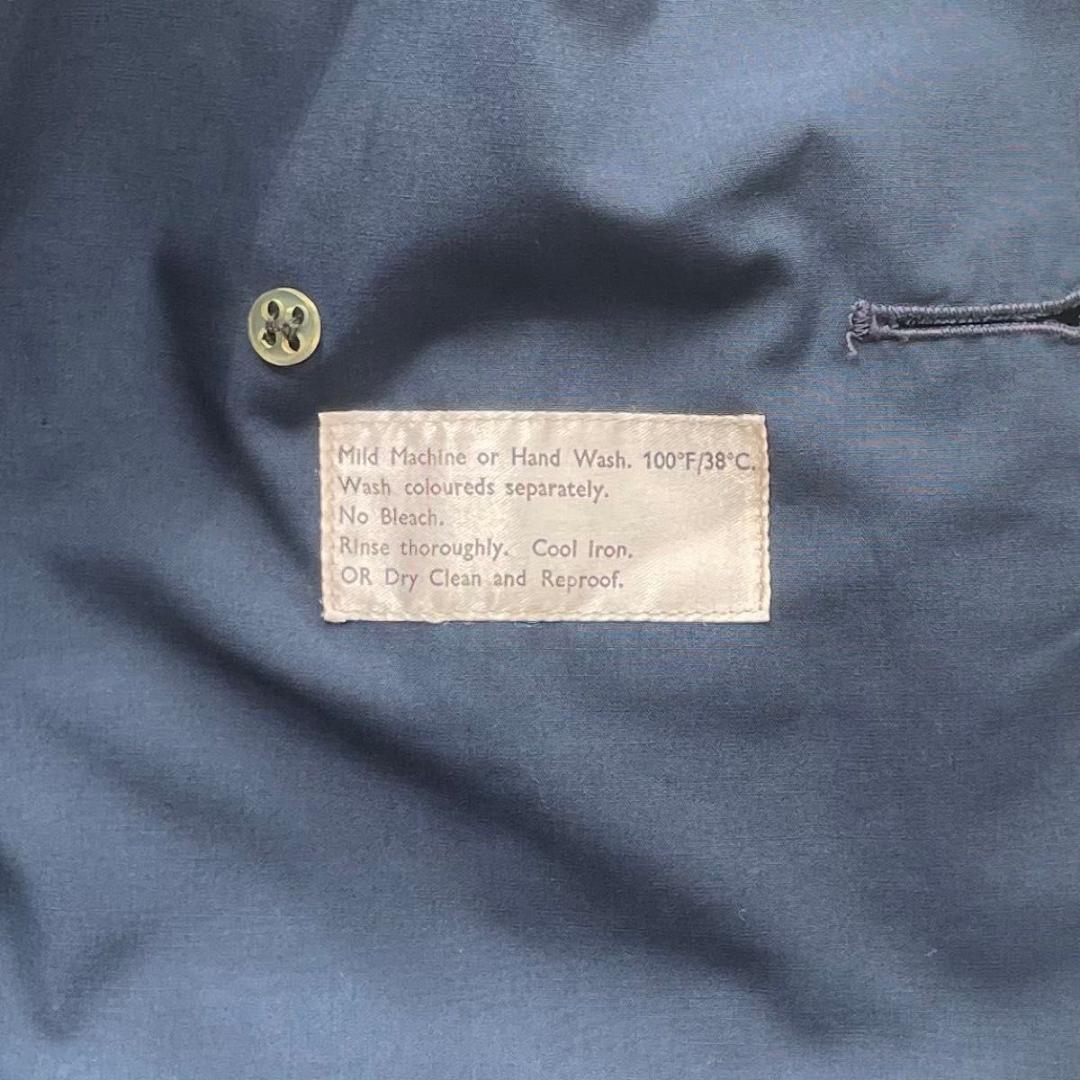 Mild Machine or Hand Wash. 100°F/38°C.
Wash coloureds separately.
No Bleach.
Rinse thoroughly. Cool Iron.
OR Dry Clean and Reproof.